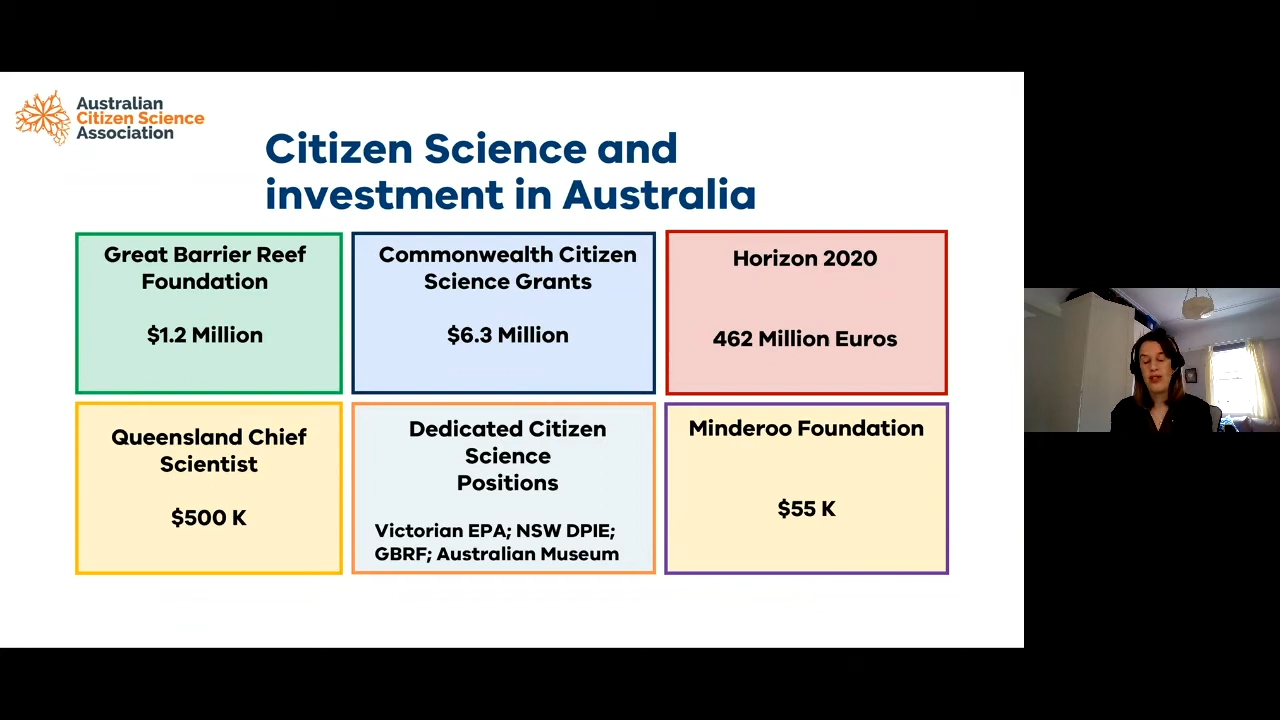 Australian
Citizen Science
Association
Citizen Science and
investment in Australia
Great Barrier Reef
Foundation
$1.2 Million
Commonwealth Citizen
Science Grants
$6.3 Million
Horizon 2020
462 Million Euros
Queensland Chief
Scientist
$500 K
Dedicated Citizen
Science
Positions
Victorian EPA; NSW DPIE;
GBRF; Australian Museum
Minderoo Foundation
$55 K